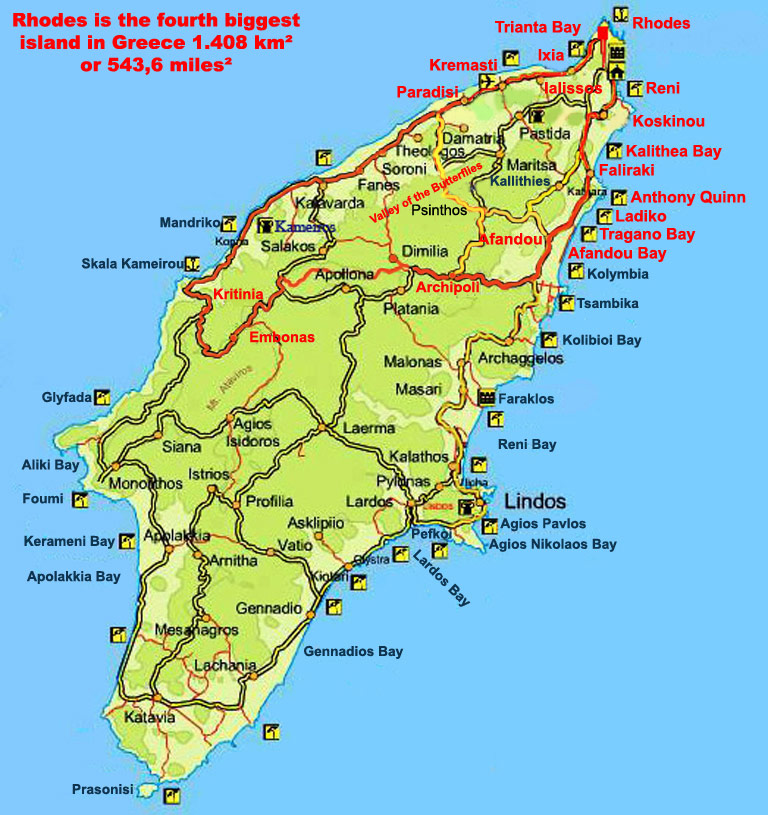 Rhodes is the fourth biggest
island in Greece 1.408 km²
or 543,6 miles²
Trianta Bay
Rhodes
Ixia
Kremasti
Ialissos
Paradisi
Reni
Koskinou
Damatria
Pastida
Theologos
Maritsa
Kalithea Bay
Soroni
Faliraki
Valley of the Butterflies
Kallithies
Fanes
Anthony Quinn
Kalavarda
Psinthos
Ladiko
Mandriko
Kameiros
Tragano Bay
Salakos
Afandou
Dimilia
Afandou Bay
Skala Kameirou
Kolymbia
Apollona
Kritinia
Archipoli
Platania
Tsambika
Embonas
Kolibioi Bay
Archaggelos
Malonas
Mt. Ataviros
Masari
Glyfada
Faraklos
Agios
Isidoros
Laerma
Siana
Reni Bay
Aliki Bay
Kalathos
Monolithos
Istrios
Pylonas
Foumi
Profilia
Lardos
Lindos
Asklipiio
Agios Pavlos
Kerameni Bay
Apolakkia
Pefkoi
Vatio
Agios Nikolaos Bay
Arnitha
Glystra
Apolakkia Bay
Kiotari
Lardos Bay
Gennadio
Mesanagros
Gennadios Bay
Lachania
Katavia
Prasonisi